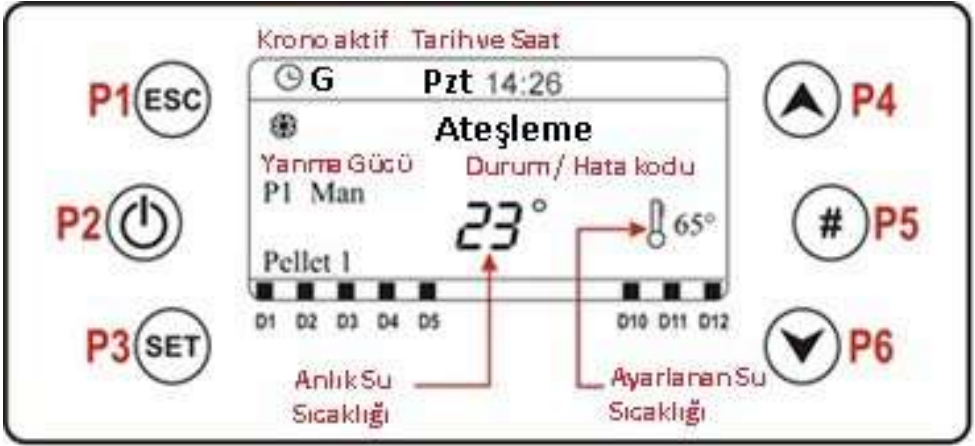 Krono aktif Tarih ve Saat
P1 ESC
G Pzt 14:26
P4
Ateşleme
Yanma Gücü Durum / Hata kodu
P1 Man
P2
23° 65°
# P5
Pellet 1
D1 D2 D3 D4 D5 D10 D11 D12
P3 SET
P6
Anlık Su Sıcaklığı
Ayarlanan Su Sıcaklığı